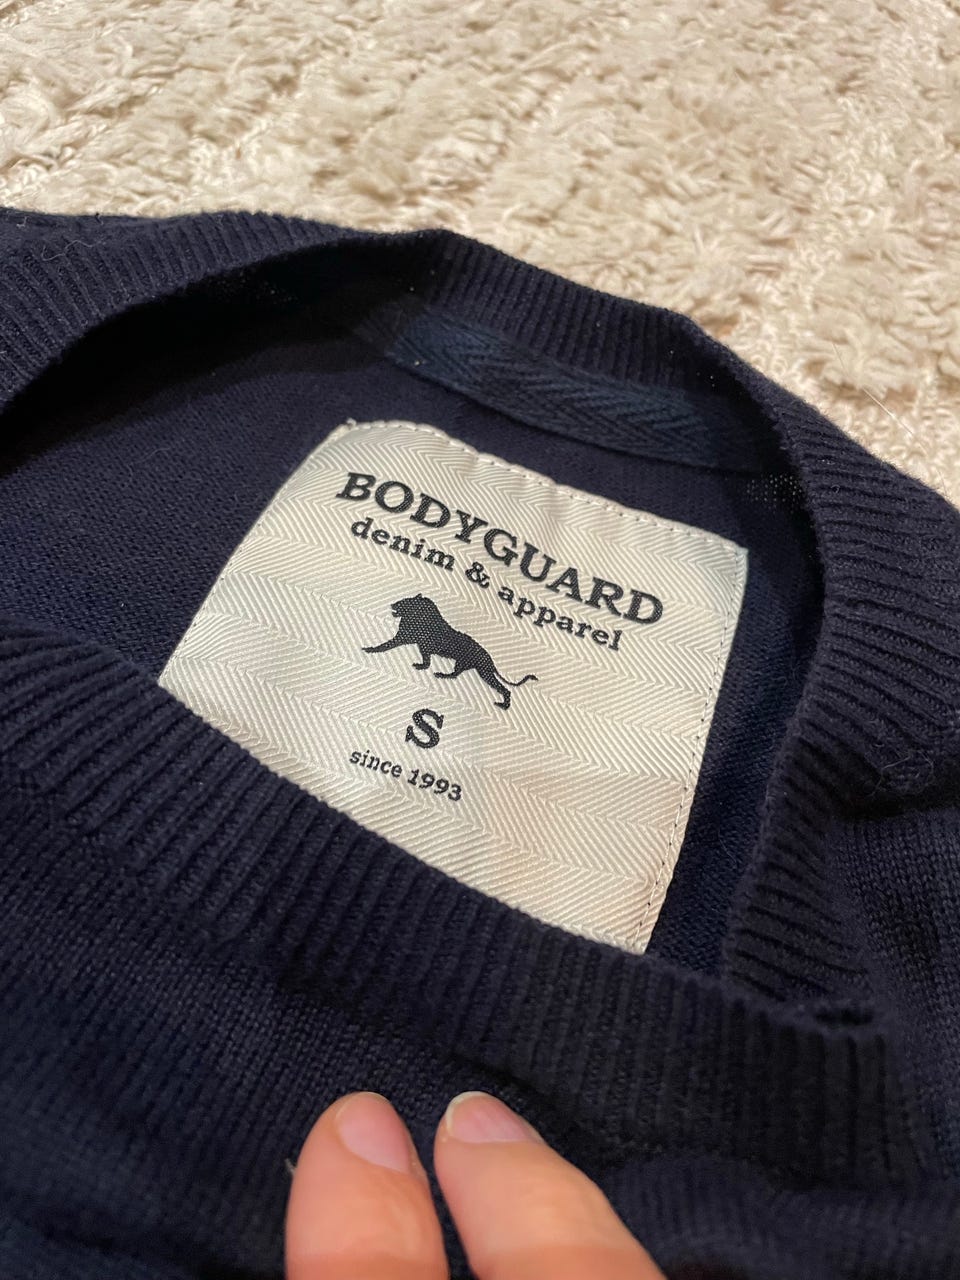 BODYGUARD
denim & apparel
S
since 1993